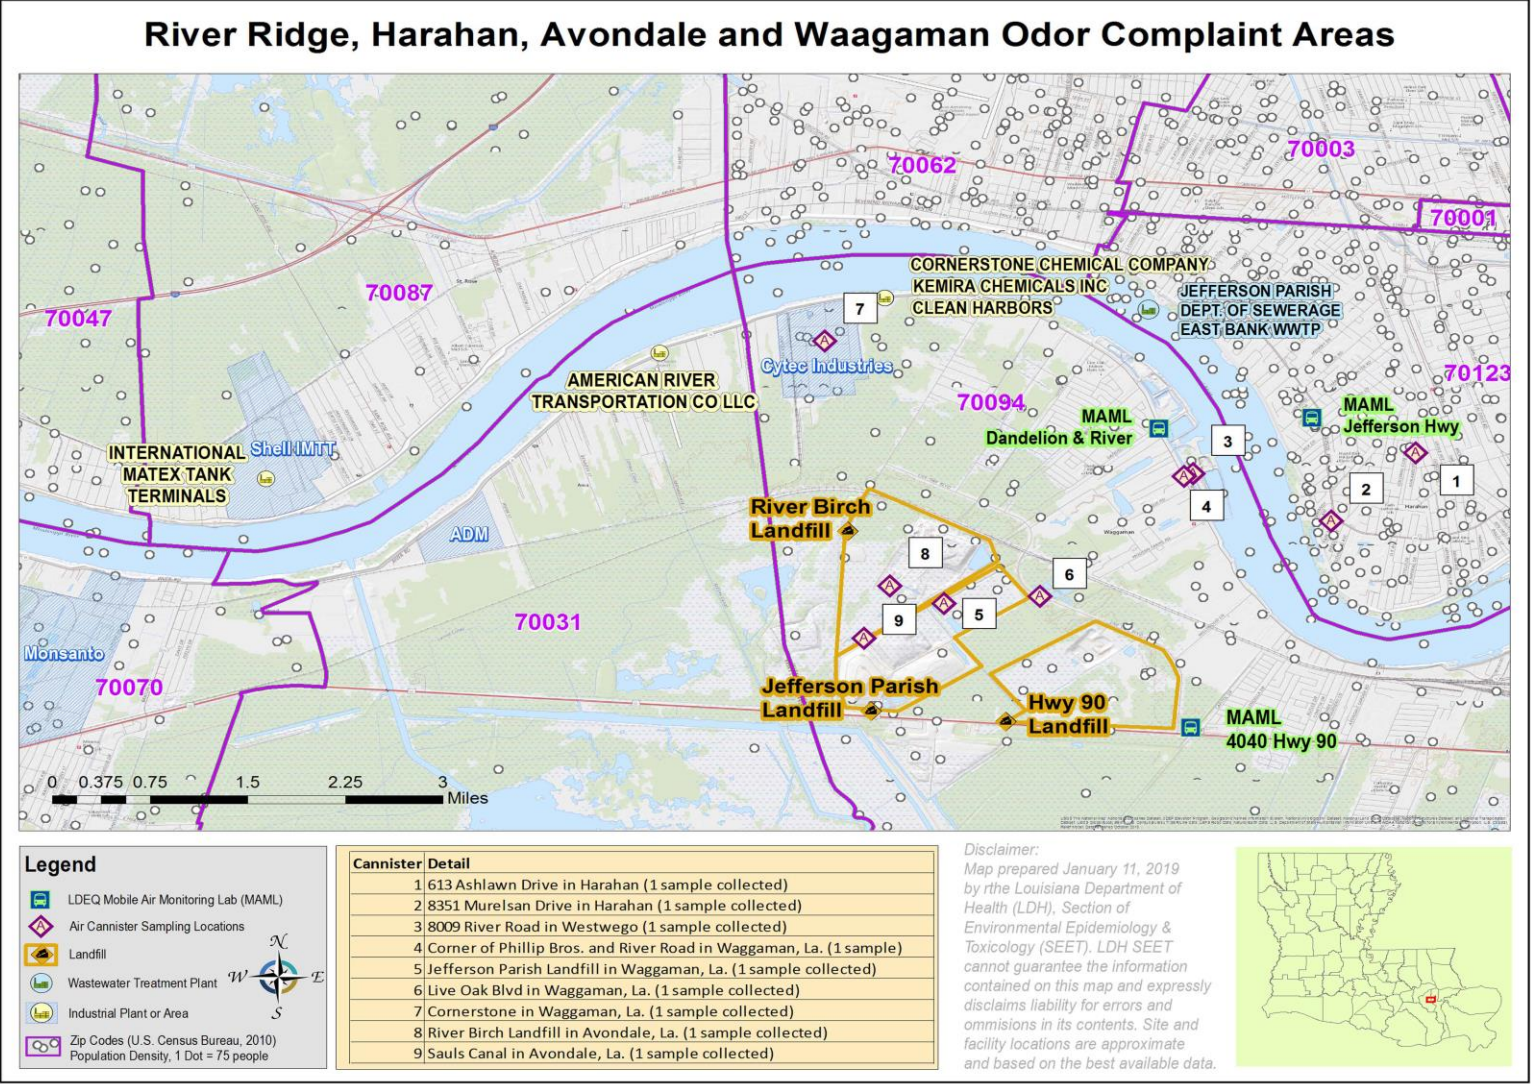 River Ridge, Harahan, Avondale and Waagaman Odor Complaint Areas
70003
70062
70001
CORNERSTONE CHEMICAL COMPANY
KEMIRA CHEMICALS INC
CLEAN HARBORS
JEFFERSON PARISH
DEPT. OF SEWERAGE
EAST BANK WWTP
70087
70047
7
Cytec Industries
70123
AMERICAN RIVER
TRANSPORTATION CO LLC
70094
MAML
Dandelion & River
MAML
Jefferson Hwy
3
INTERNATIONAL
MATEX TANK
TERMINALS
Shell IMTT
1
2
4
River Birch
Landfill
ADM
Waggaman
Harahan
8
6
9
5
70031
Monsanto
70070
Jefferson Parish
Landfill
Hwy 90
Landfill
MAML
4040 Hwy 90
0 0.375 0.75 1.5 2.25 3
Miles
Legend
LDEQ Mobile Air Monitoring Lab (MAML)
Air Cannister Sampling Locations
Landfill
Wastewater Treatment Plant
Industrial Plant or Area
Zip Codes (U.S. Census Bureau, 2010)
Population Density, 1 Dot = 75 people
N
W E
S
Cannister Detail
1 613 Ashlawn Drive in Harahan (1 sample collected)
2 8351 Murelsan Drive in Harahan (1 sample collected)
3 8009 River Road in Westwego (1 sample collected)
4 Corner of Phillip Bros. and River Road in Waggaman, La. (1 sample)
5 Jefferson Parish Landfill in Waggaman, La. (1 sample collected)
6 Live Oak Blvd in Waggaman, La. (1 sample collected)
7 Cornerstone in Waggaman, La. (1 sample collected)
8 River Birch Landfill in Avondale, La. (1 sample collected)
9 Sauls Canal in Avondale, La. (1 sample collected)
Disclaimer:
Map prepared January 11, 2019
by rthe Louisiana Department of
Health (LDH), Section of
Environmental Epidemiology &
Toxicology (SEET). LDH SEET
cannot guarantee the information
contained on this map and expressly
disclaims liability for errors and
ommisions in its contents. Site and
facility locations are approximate
and based on the best available data.